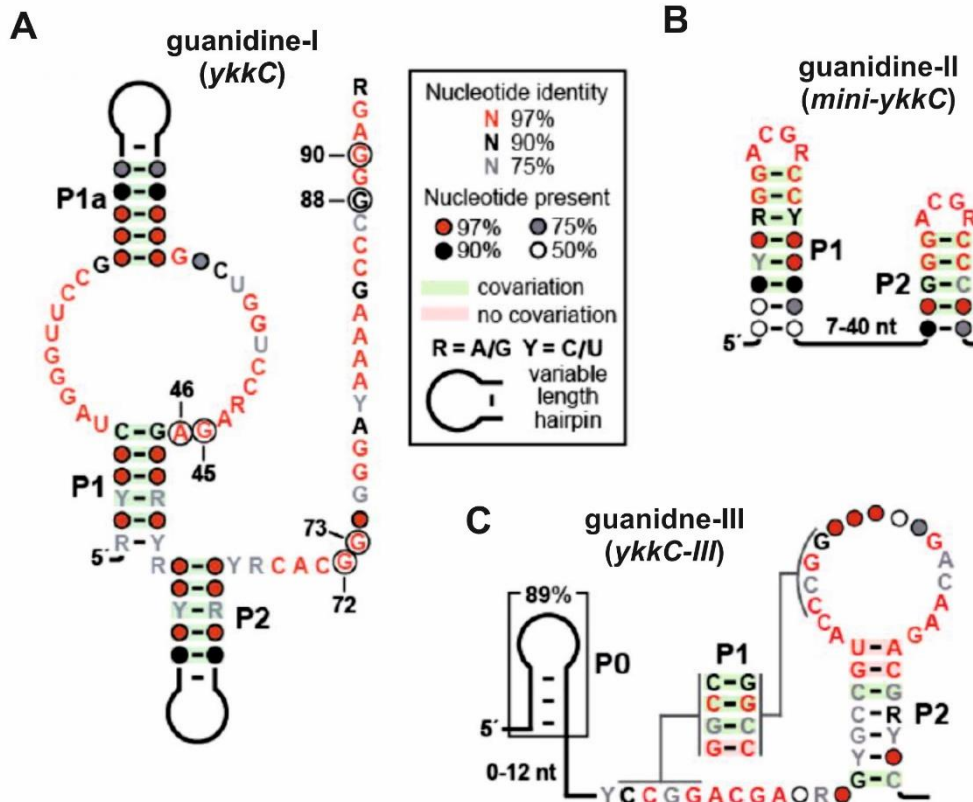 A
guanidine-I
(ykkC)
P1a
G C C U U G G G A U
G C U G G U C C R A G A
46
45
C-G
P1
Y-R
R-Y
5´
R
Y R C A C G G
72
73
Y-R
P2
R
G
A
90 – G
G
88 – G
C
C
C
G
A
A
A
A
Y
A
G
G
G
Nucleotide identity
N 97%
N 90%
N 75%
Nucleotide present
97% 75%
90% 50%
covariation
no covariation
R = A/G Y = C/U
variable
length
hairpin
B
guanidine-II
(mini-ykkC)
A C G R
G-C
G-C
R-Y
P1
Y
5´
7-40 nt
A C G R
G-C
G-C
P2
G-C
C
guanidne-III
(ykkC-III)
89%
P0
5´
0-12 nt
P1
C-G
C-G
G-C
G-C
Y C C G G A C G A R
G G C C C A
G A C A A G
U-A
G-C
C-G
C-R
G-Y
Y
G-C
P2